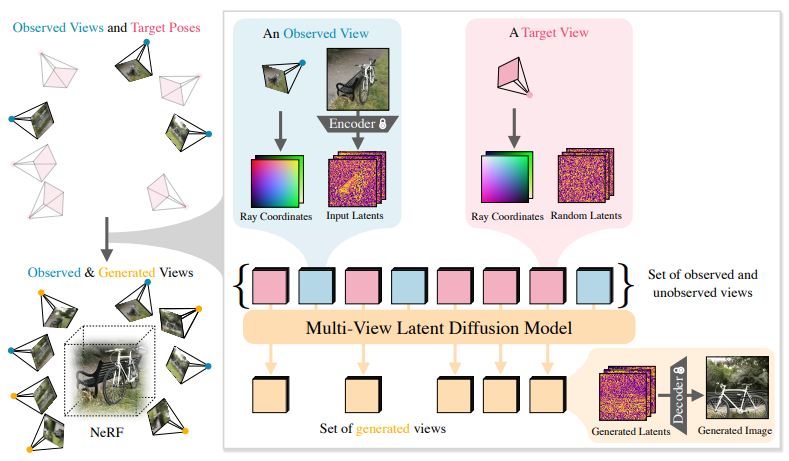 Observed Views and Target Poses
An Observed View
Encoder
Ray Coordinates
Input Latents
A Target View
Ray Coordinates
Random Latents
Observed & Generated Views
NeRF
{
}
Set of observed and
unobserved views
Multi-View Latent Diffusion Model
Set of generated views
Generated Latents
Decoder
Generated Image